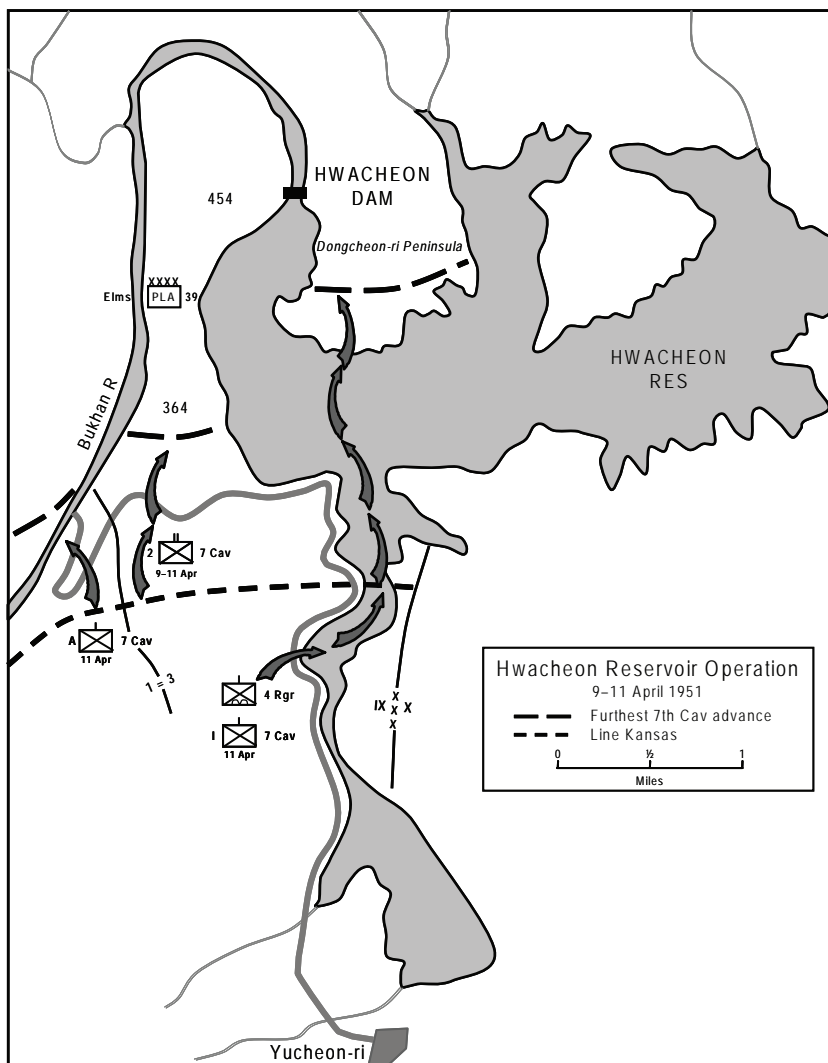 HWACHEON
DAM
454
Dongcheon-ri Peninsula
XXXX
Elms PLA 39
HWACHEON
RES
Bukhan R
364
2 7 Cav
9–11 Apr
A 7 Cav
11 Apr
1 = 3
4 Rgr
I 7 Cav
11 Apr
IX X
X
X
X
Hwacheon Reservoir Operation
9–11 April 1951
Furthest 7th Cav advance
Line Kansas
0 ½ 1
Miles
Yucheon-ri